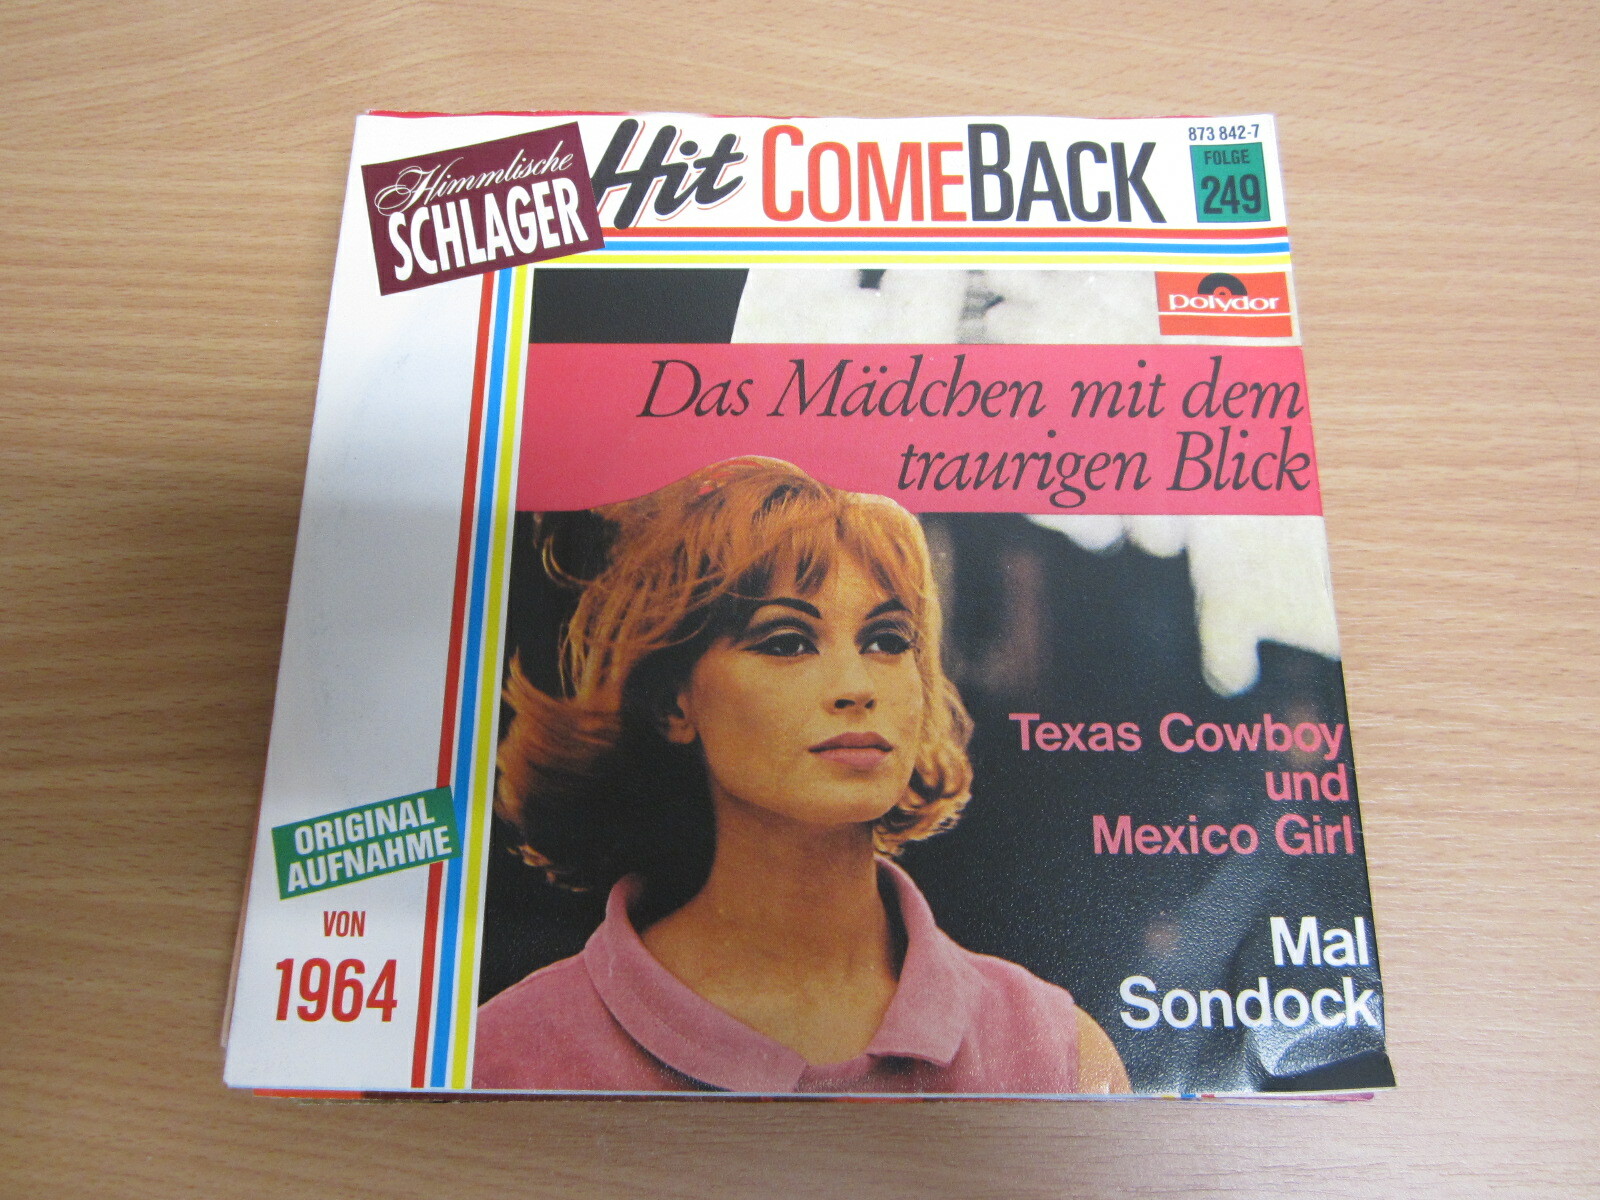 Himmlische
SCHLAGER
Hit COMEBACK
873 842-7
FOLGE
249
polydor
Das Mädchen mit dem
traurigen Blick
Texas Cowboy
und
Mexico Girl
Mal
Sondock
ORIGINAL
AUFNAHME
VON
1964